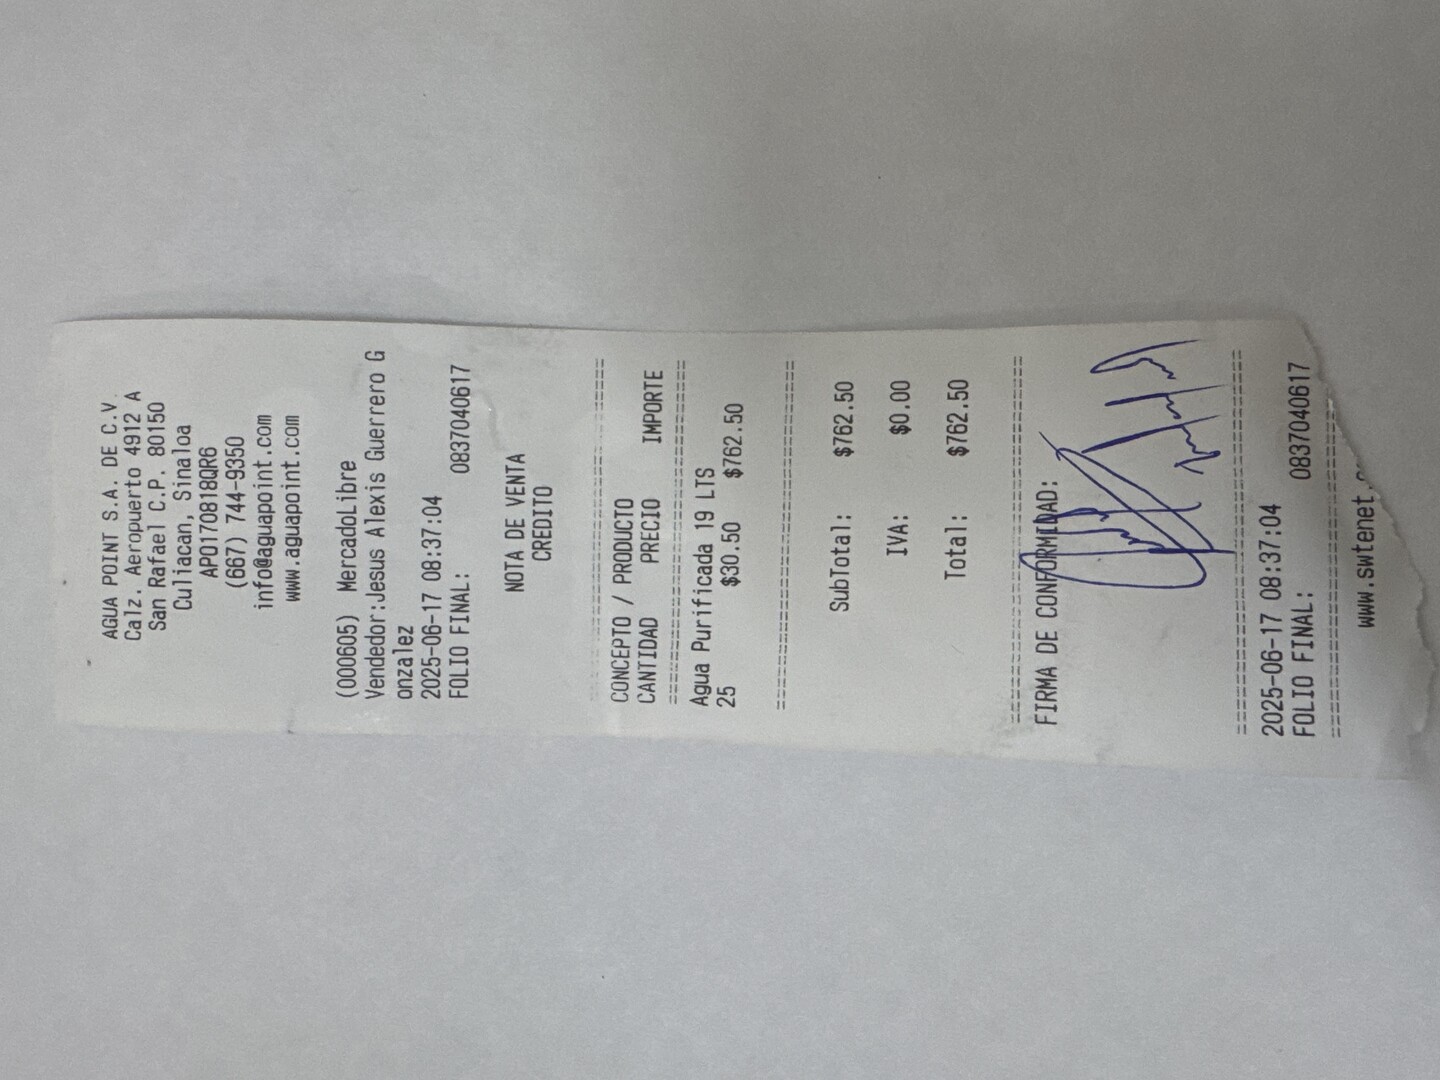 AGUA POINT S.A. DE C.V.
Calz. Aeropuerto 4912 A
San Rafael C.P. 80150
Culiacan, Sinaloa
APO170818QR6
(667) 744-9350
info@aguapoint.com
www.aguapoint.com
(000605) MercadoLibre
Vendedor:Jesus Alexis Guerrero G
onzalez
2025-06-17 08:37:04
FOLIO FINAL: 0837040617
NOTA DE VENTA
CREDITO
================================
CONCEPTO / PRODUCTO
CANTIDAD PRECIO IMPORTE
================================
Agua Purificada 19 LTS
25 $30.50 $762.50
================================
SubTotal: $762.50
IVA: $0.00
Total: $762.50
================================
FIRMA DE CONFORMIDAD:
================================
2025-06-17 08:37:04
FOLIO FINAL: 0837040617
================================
www.swtenet